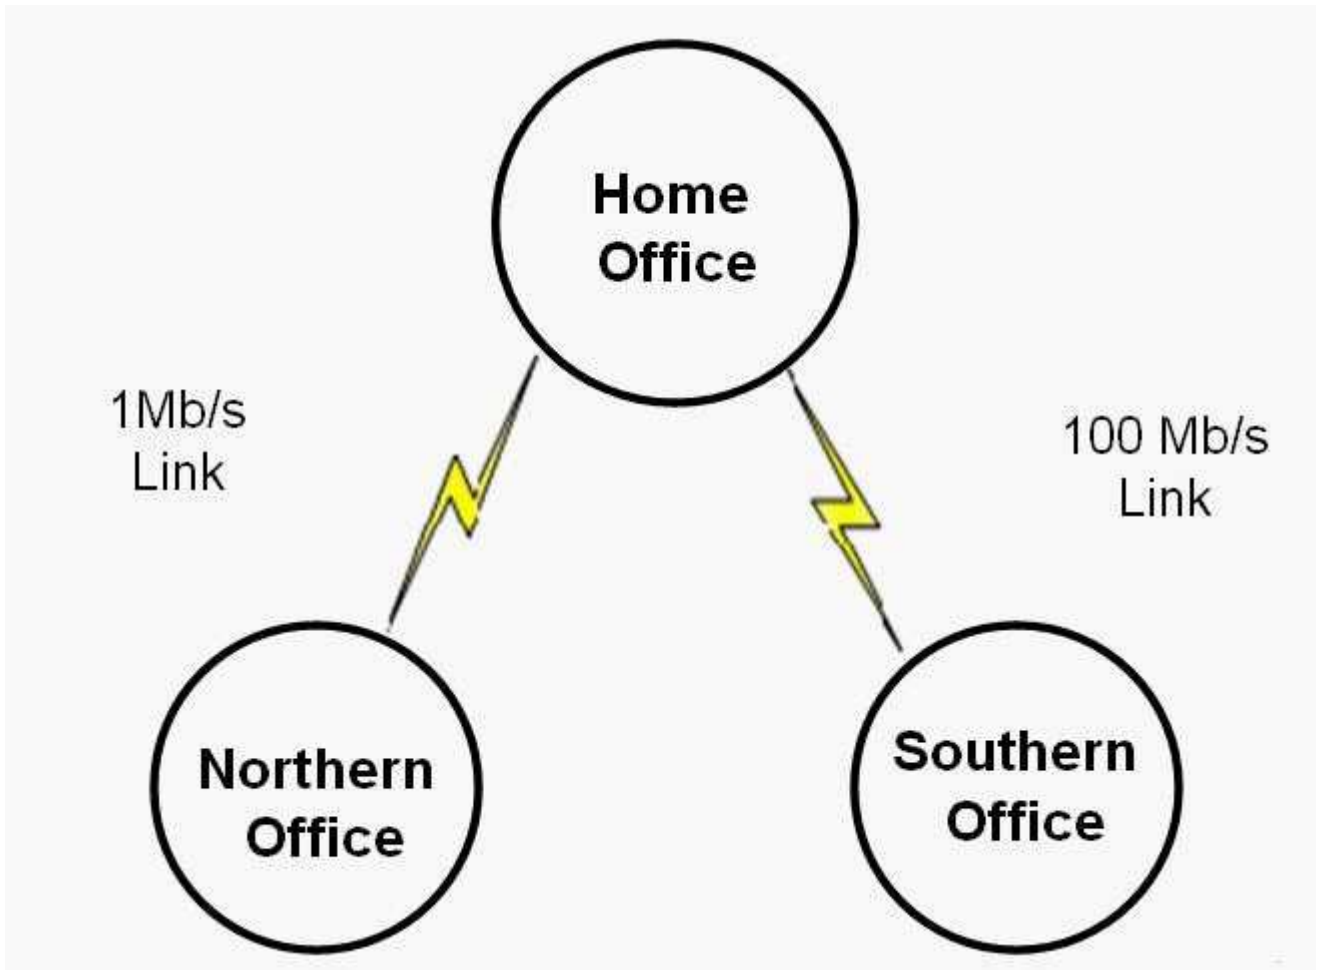 Home
Office
1Mb/s
Link
100 Mb/s
Link
Northern
Office
Southern
Office